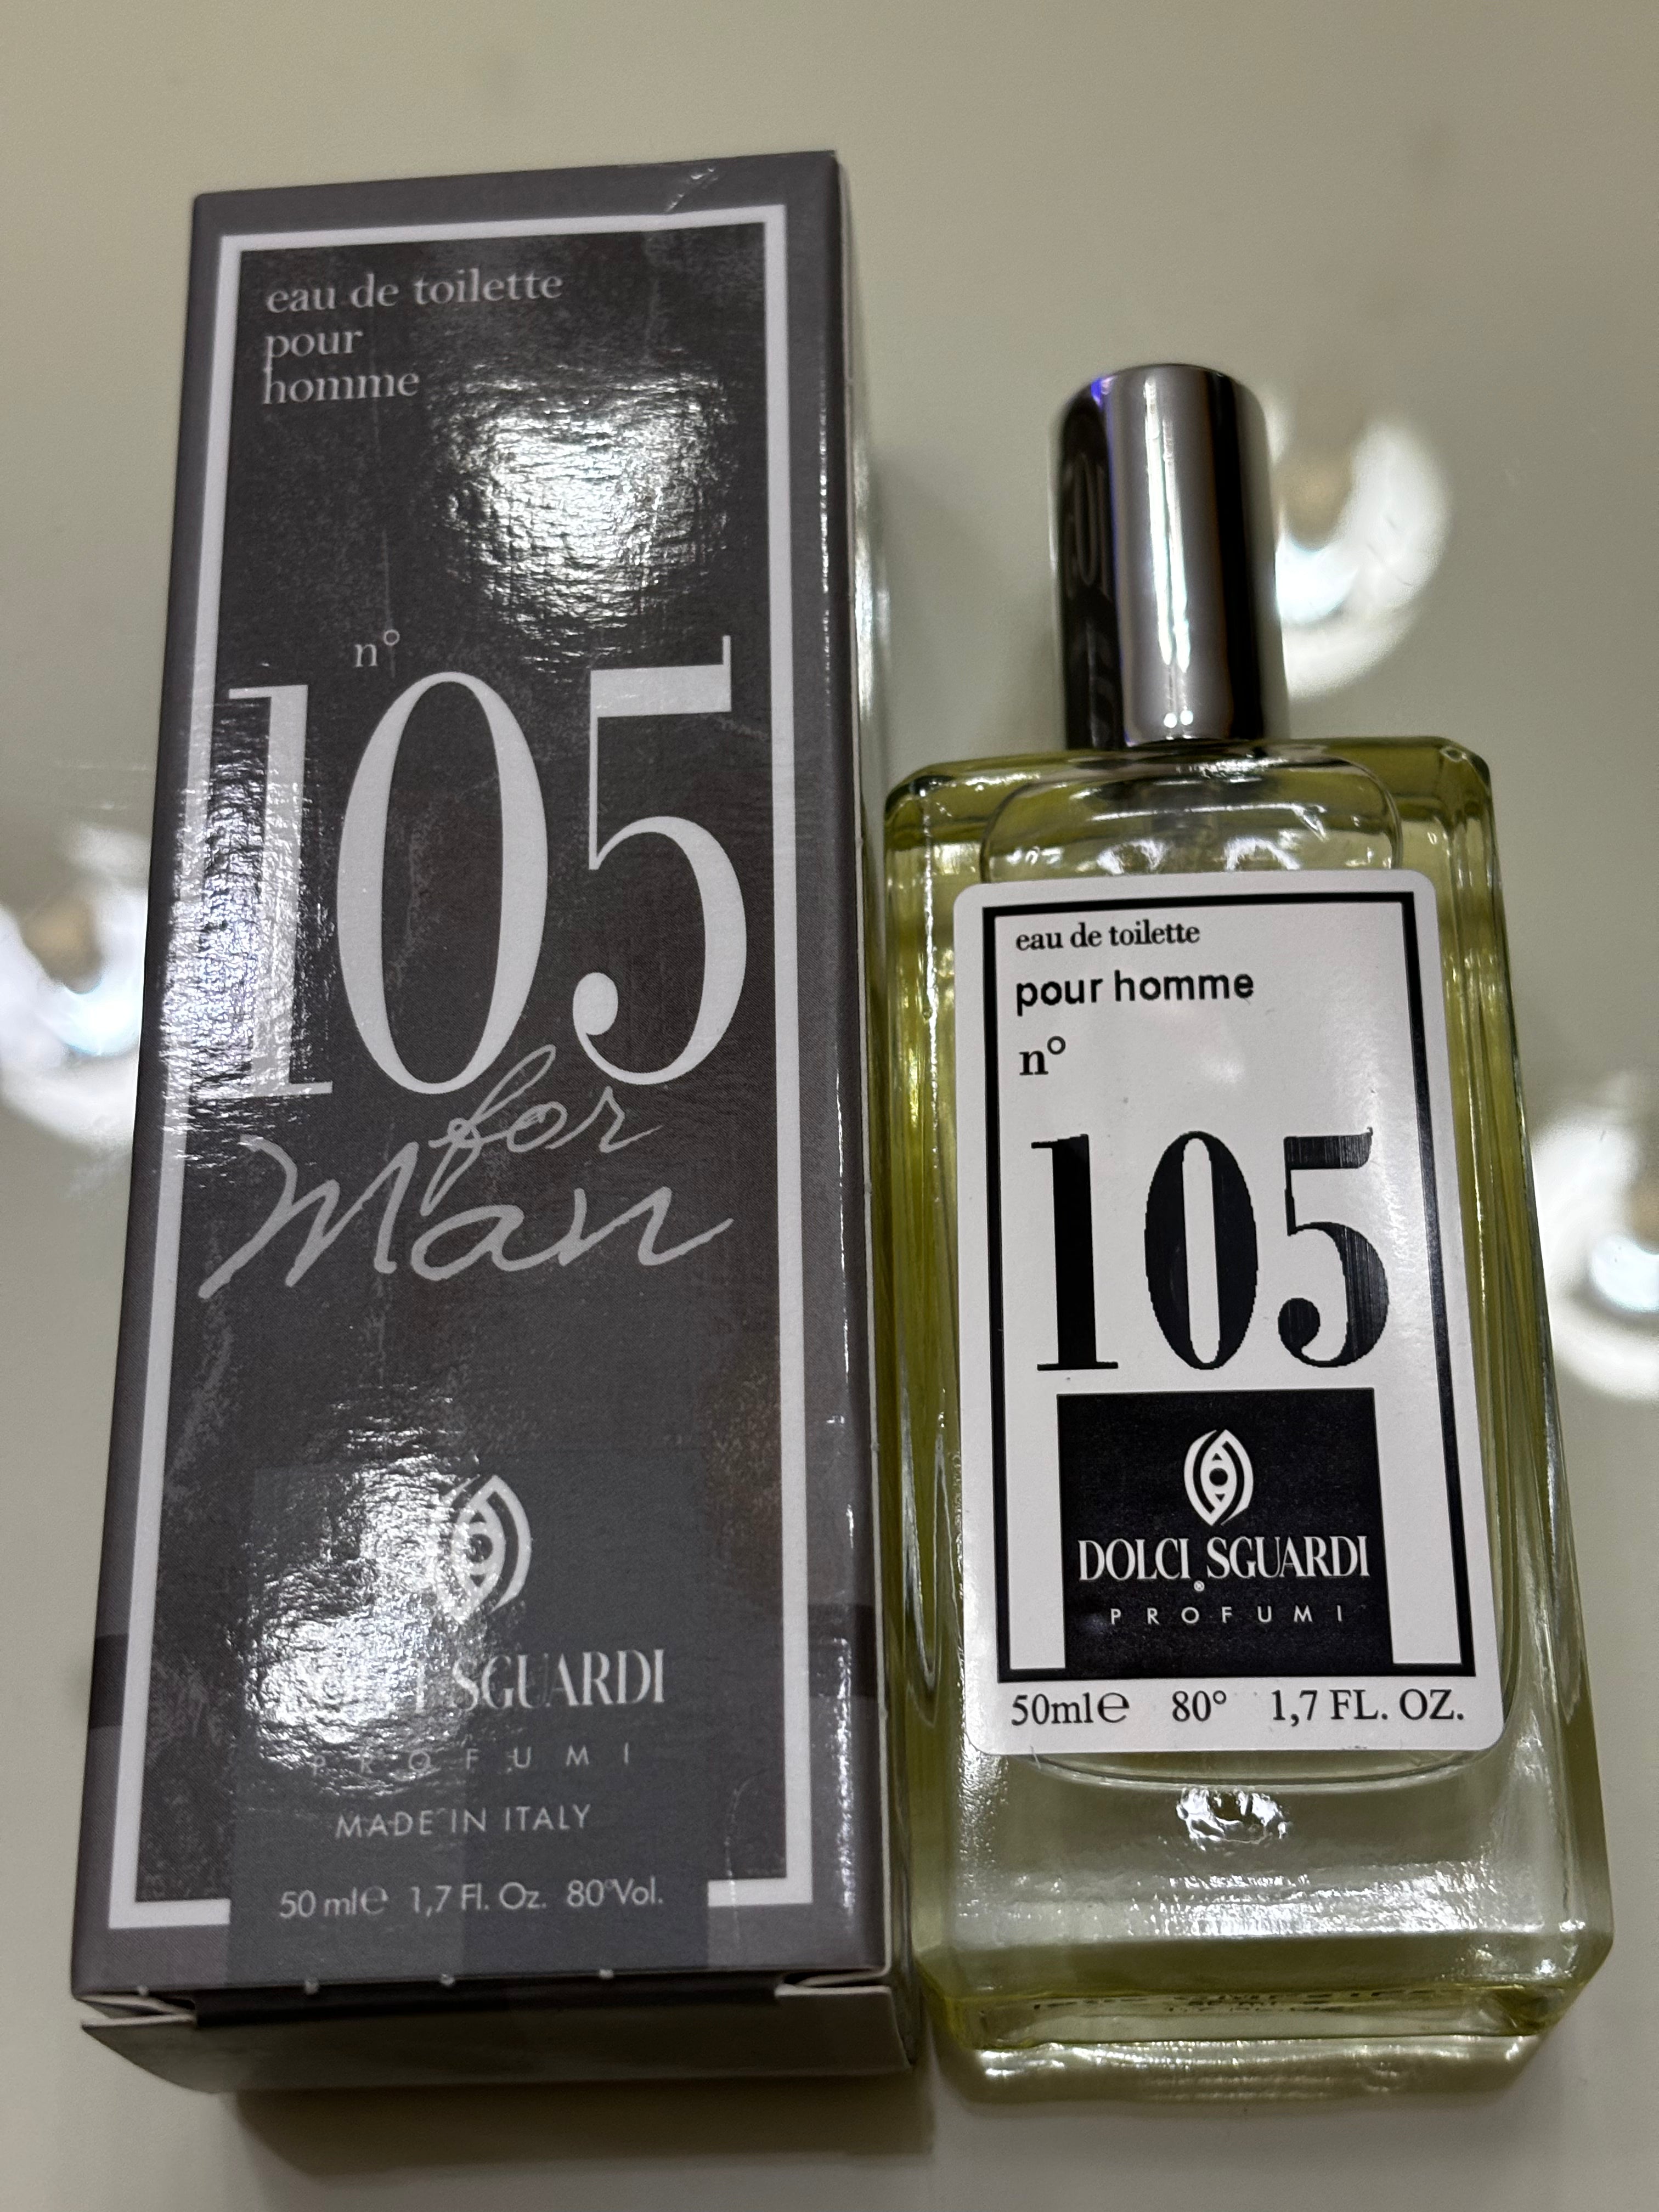 eau de toilette
pour
homme
n°
105
for
Man
SGUARDI
PROFUMI
MADE IN ITALY
50 ml℮ 1,7 Fl. Oz. 80°Vol.
eau de toilette
pour homme
n°
105
DOLCI SGUARDI
®
PROFUMI
50ml℮ 80° 1,7 FL. OZ.